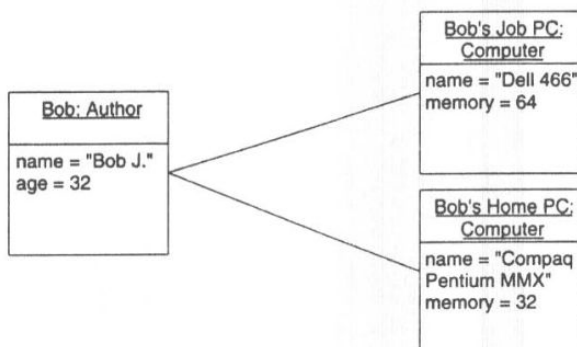 Bob: Author
name = "Bob J."
age = 32
Bob's Job PC:
Computer
name = "Dell 466"
memory = 64
Bob's Home PC:
Computer
name = "Compaq
Pentium MMX"
memory = 32